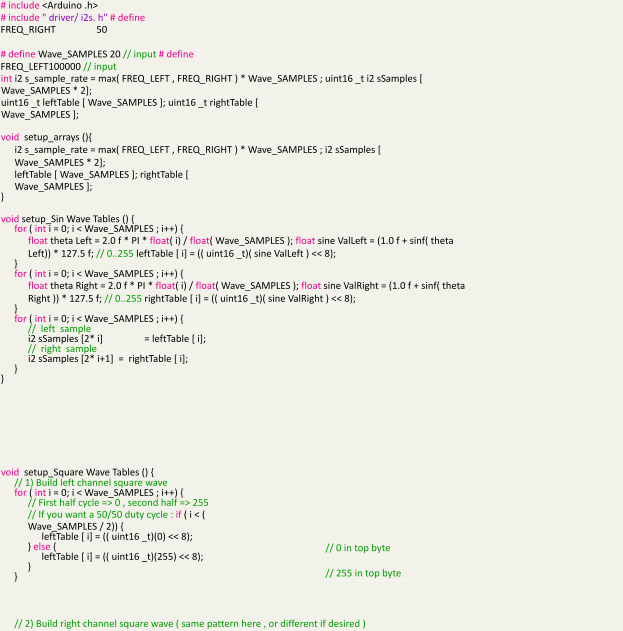 # include <Arduino .h>
# include " driver/ i2s. h" # define
FREQ_RIGHT 50
# define Wave_SAMPLES 20 // input # define
FREQ_LEFT100000 // input
int i2 s_sample_rate = max( FREQ_LEFT , FREQ_RIGHT ) * Wave_SAMPLES ; uint16 _t i2 sSamples [
Wave_SAMPLES * 2];
uint16 _t leftTable [ Wave_SAMPLES ]; uint16 _t rightTable [
Wave_SAMPLES ];
void setup_arrays (){
i2 s_sample_rate = max( FREQ_LEFT , FREQ_RIGHT ) * Wave_SAMPLES ; i2 sSamples [
Wave_SAMPLES * 2];
leftTable [ Wave_SAMPLES ]; rightTable [
Wave_SAMPLES ];
}
void setup_Sin Wave Tables () {
for ( int i = 0; i < Wave_SAMPLES ; i++) {
float theta Left = 2.0 f * PI * float( i) / float( Wave_SAMPLES ); float sine ValLeft = (1.0 f + sinf( theta
Left)) * 127.5 f; // 0..255 leftTable [ i] = (( uint16 _t)( sine ValLeft ) << 8);
}
for ( int i = 0; i < Wave_SAMPLES ; i++) {
float theta Right = 2.0 f * PI * float( i) / float( Wave_SAMPLES ); float sine ValRight = (1.0 f + sinf( theta
Right )) * 127.5 f; // 0..255 rightTable [ i] = (( uint16 _t)( sine ValRight ) << 8);
}
for ( int i = 0; i < Wave_SAMPLES ; i++) {
// left sample
i2 sSamples [2* i] = leftTable [ i];
// right sample
i2 sSamples [2* i+1] = rightTable [ i];
}
}
void setup_Square Wave Tables () {
// 1) Build left channel square wave
for ( int i = 0; i < Wave_SAMPLES ; i++) {
// First half cycle => 0 , second half => 255
// If you want a 50/50 duty cycle : if ( i < (
Wave_SAMPLES / 2)) {
leftTable [ i] = (( uint16 _t)(0) << 8);
} else { // 0 in top byte
leftTable [ i] = (( uint16 _t)(255) << 8);
}
} // 255 in top byte
// 2) Build right channel square wave ( same pattern here , or different if desired )